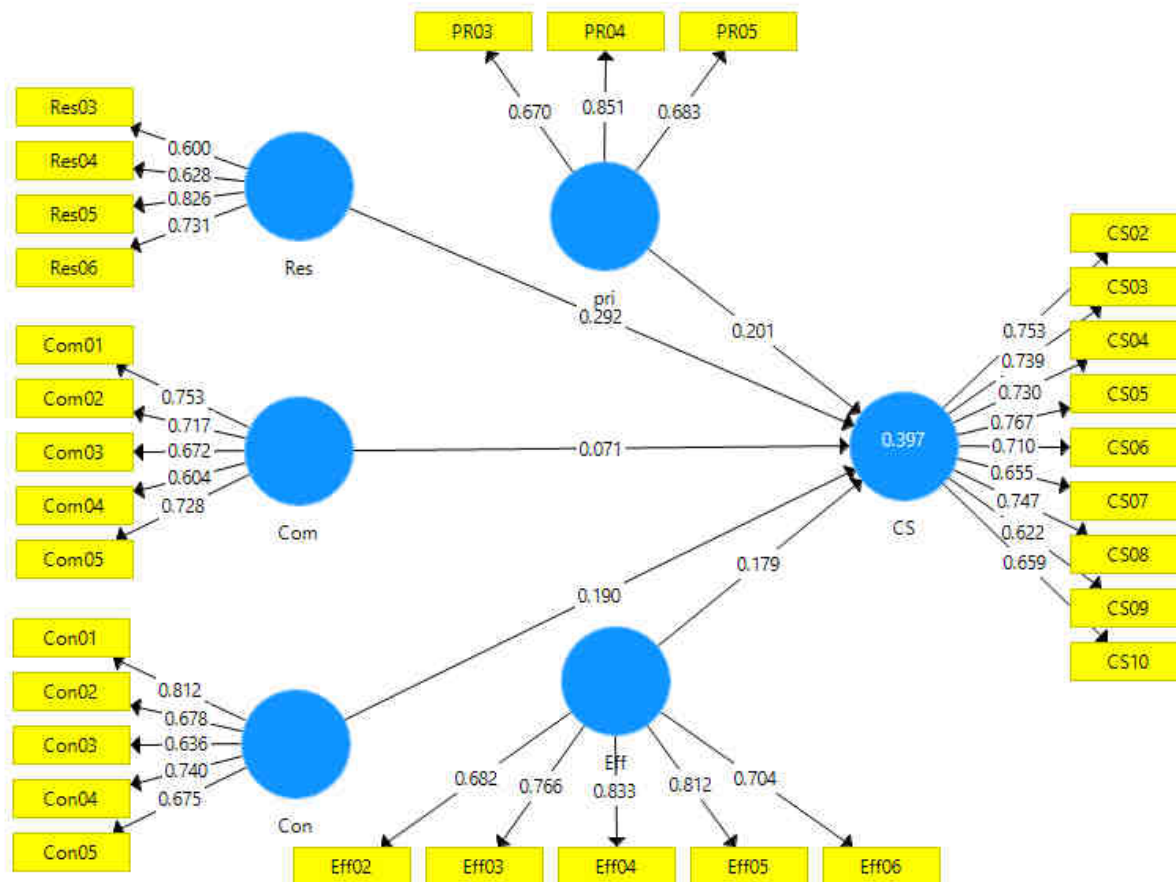 PR03
PR04
PR05
0.670
0.851
0.683
pri
Res03
Res04
Res05
Res06
0.600
0.628
0.826
0.731
Res
0.292
0.201
Com01
Com02
Com03
Com04
Com05
0.753
0.717
0.672
0.604
0.728
Com
0.071
Con01
Con02
Con03
Con04
Con05
0.812
0.678
0.636
0.740
0.675
Con
0.190
0.179
Eff
0.682
0.766
0.833
0.812
0.704
Eff02
Eff03
Eff04
Eff05
Eff06
0.397
CS
0.753
0.739
0.730
0.767
0.710
0.655
0.747
0.622
0.659
CS02
CS03
CS04
CS05
CS06
CS07
CS08
CS09
CS10